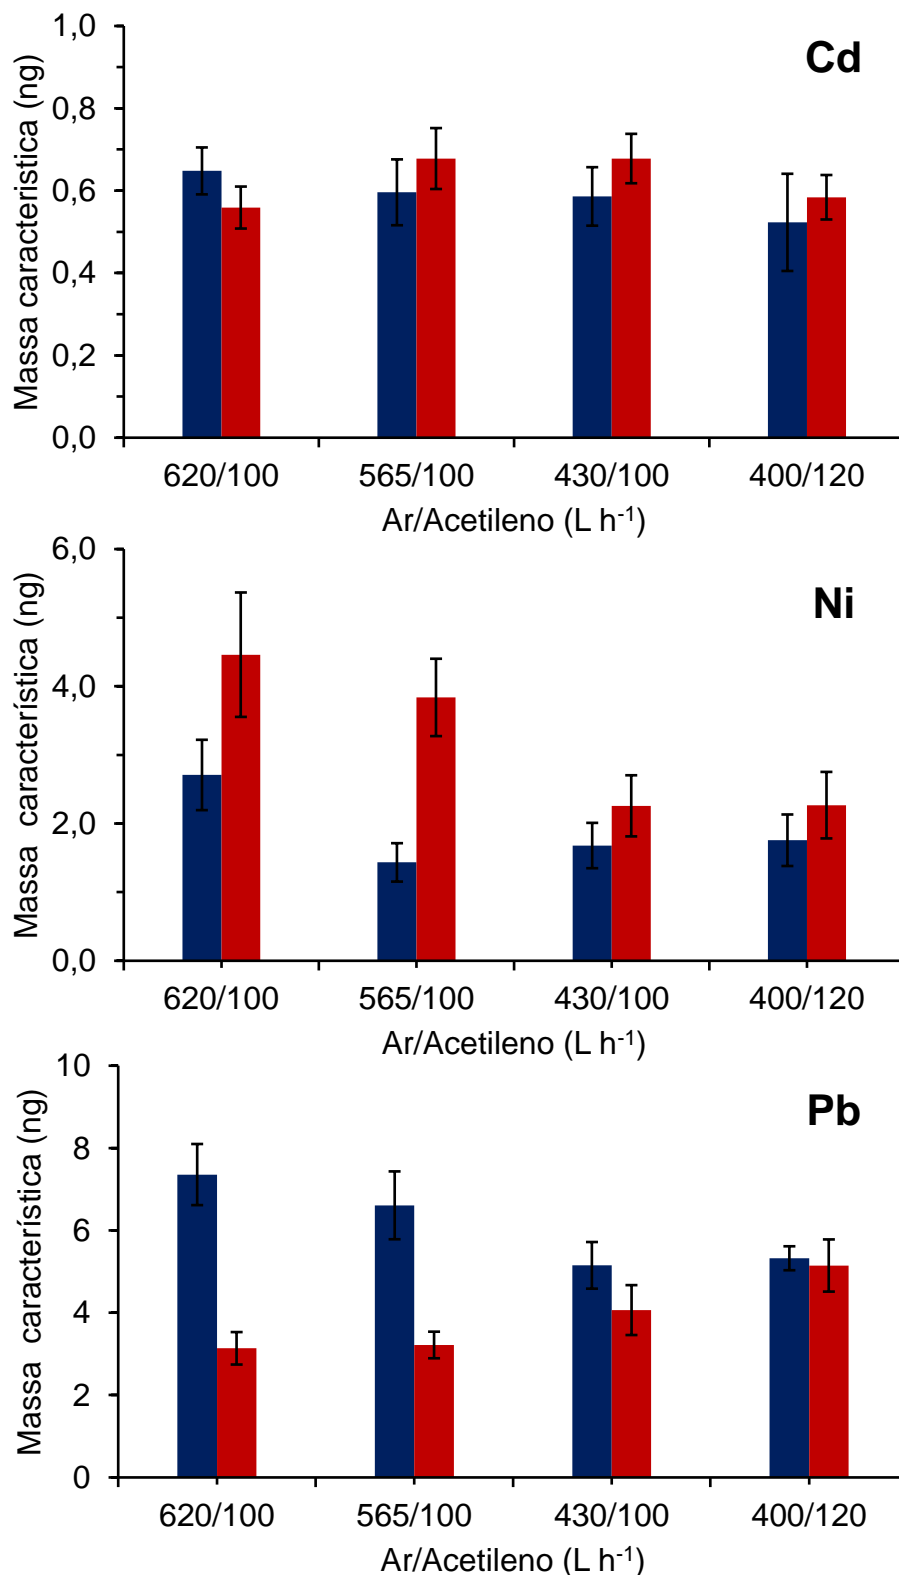 Cd
Massa caracteristica (ng)
1,0
0,8
0,6
0,4
0,2
0,0
620/100 565/100 430/100 400/120
Ar/Acetileno (L h⁻¹)
Ni
Massa característica (ng)
6,0
4,0
2,0
0,0
620/100 565/100 430/100 400/120
Ar/Acetileno (L h⁻¹)
Pb
Massa característica (ng)
10
8
6
4
2
0
620/100 565/100 430/100 400/120
Ar/Acetileno (L h⁻¹)